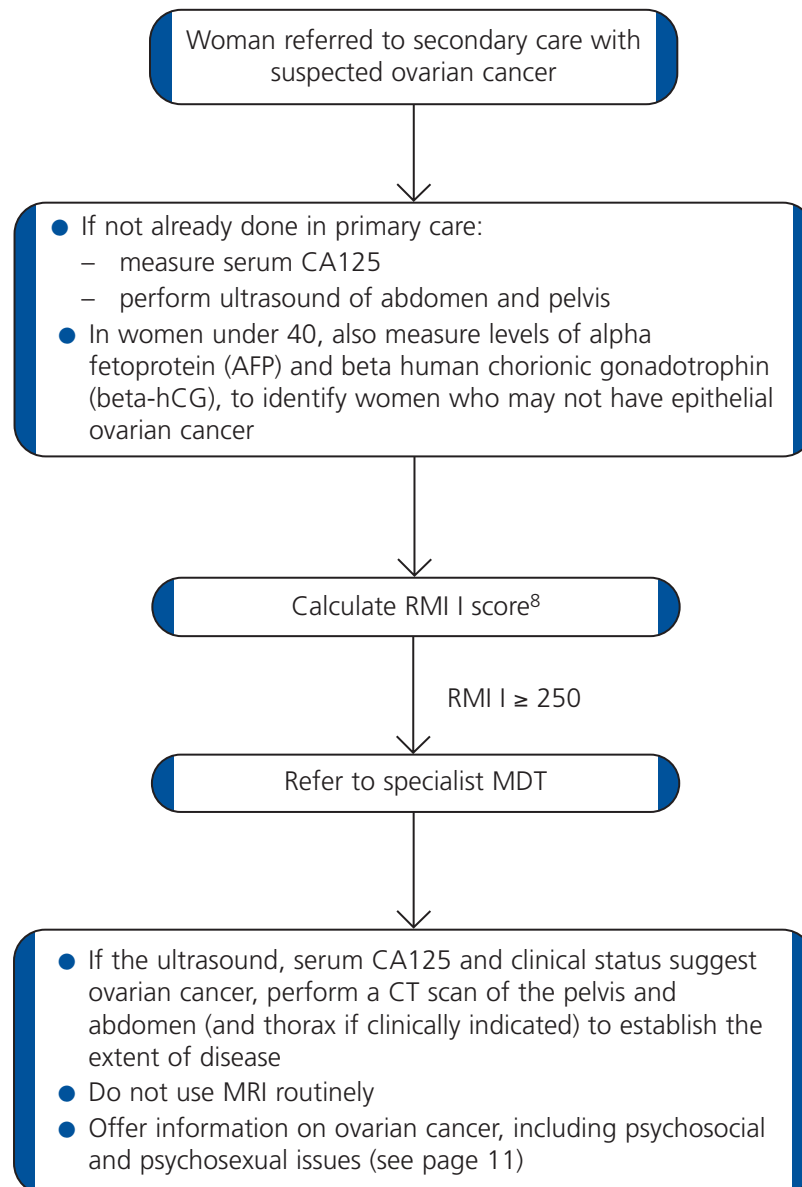 Woman referred to secondary care with
suspected ovarian cancer
● If not already done in primary care:
– measure serum CA125
– perform ultrasound of abdomen and pelvis
● In women under 40, also measure levels of alpha
fetoprotein (AFP) and beta human chorionic gonadotrophin
(beta-hCG), to identify women who may not have epithelial
ovarian cancer
Calculate RMI I score⁸
RMI I ≥ 250
Refer to specialist MDT
● If the ultrasound, serum CA125 and clinical status suggest
ovarian cancer, perform a CT scan of the pelvis and
abdomen (and thorax if clinically indicated) to establish the
extent of disease
● Do not use MRI routinely
● Offer information on ovarian cancer, including psychosocial
and psychosexual issues (see page 11)